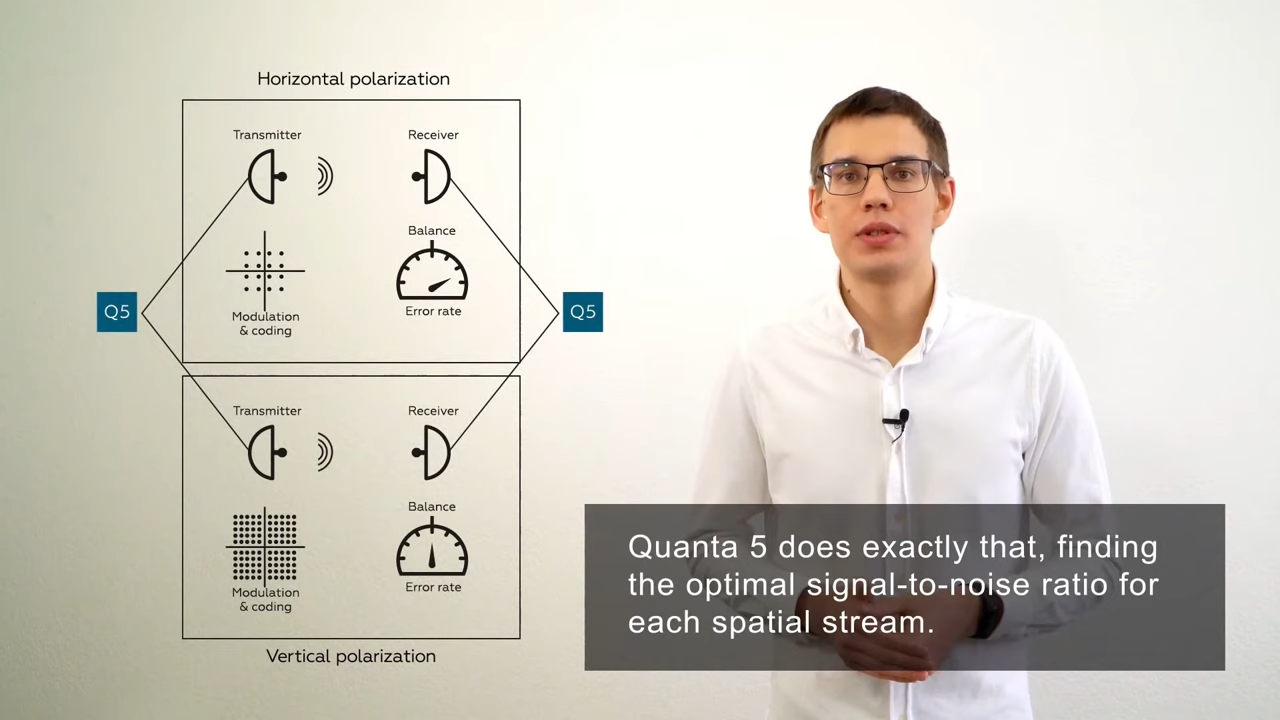 Horizontal polarization
Transmitter
Receiver
Balance
Modulation
& coding
Error rate
Q5
Q5
Transmitter
Receiver
Balance
Modulation
& coding
Error rate
Vertical polarization
Quanta 5 does exactly that, finding
the optimal signal-to-noise ratio for
each spatial stream.